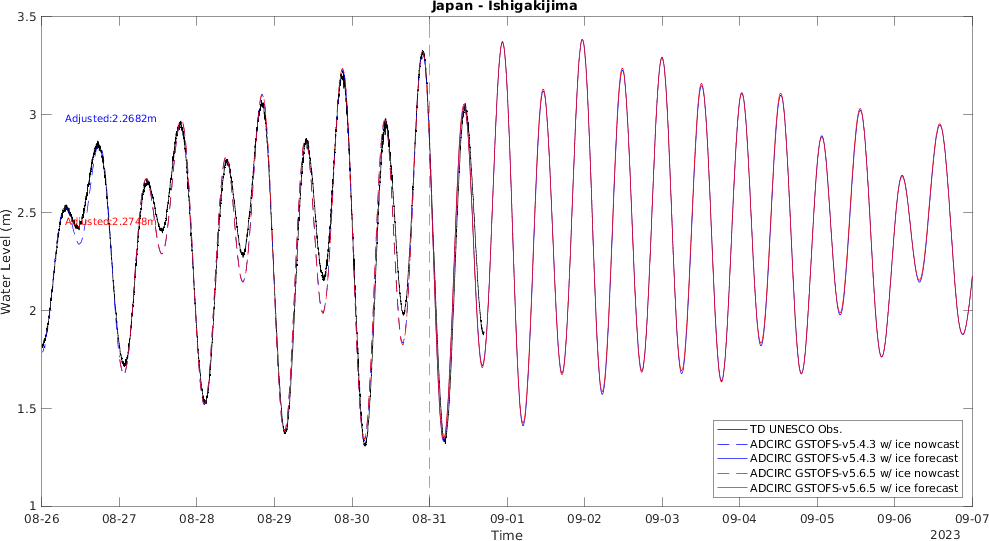 Japan - Ishigakijima
3.5
3
2.5
2
1.5
1
Water Level (m)
Adjusted:2.2682m
Adjusted:2.2748m
TD UNESCO Obs.
ADCIRC GSTOFS-v5.4.3 w/ ice nowcast
ADCIRC GSTOFS-v5.4.3 w/ ice forecast
ADCIRC GSTOFS-v5.6.5 w/ ice nowcast
ADCIRC GSTOFS-v5.6.5 w/ ice forecast
08-26 08-27 08-28 08-29 08-30 08-31 09-01 09-02 09-03 09-04 09-05 09-06 09-07
Time
2023